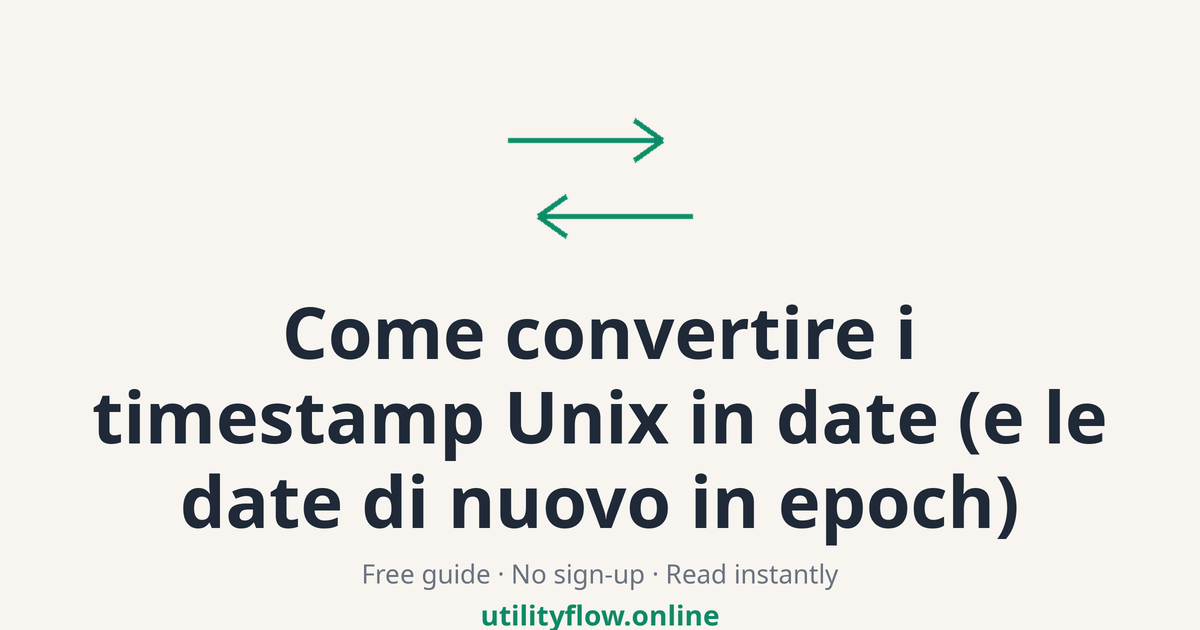 Come convertire i
timestamp Unix in date (e le
date di nuovo in epoch)
Free guide · No sign-up · Read instantly
utilityflow.online